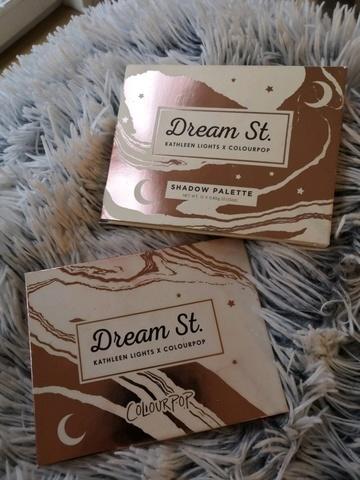 Dream St.
KATHLEEN LIGHTS X COLOURPOP
SHADOW PALETTE
Dream St.
KATHLEEN LIGHTS X COLOURPOP
COLOURPOP